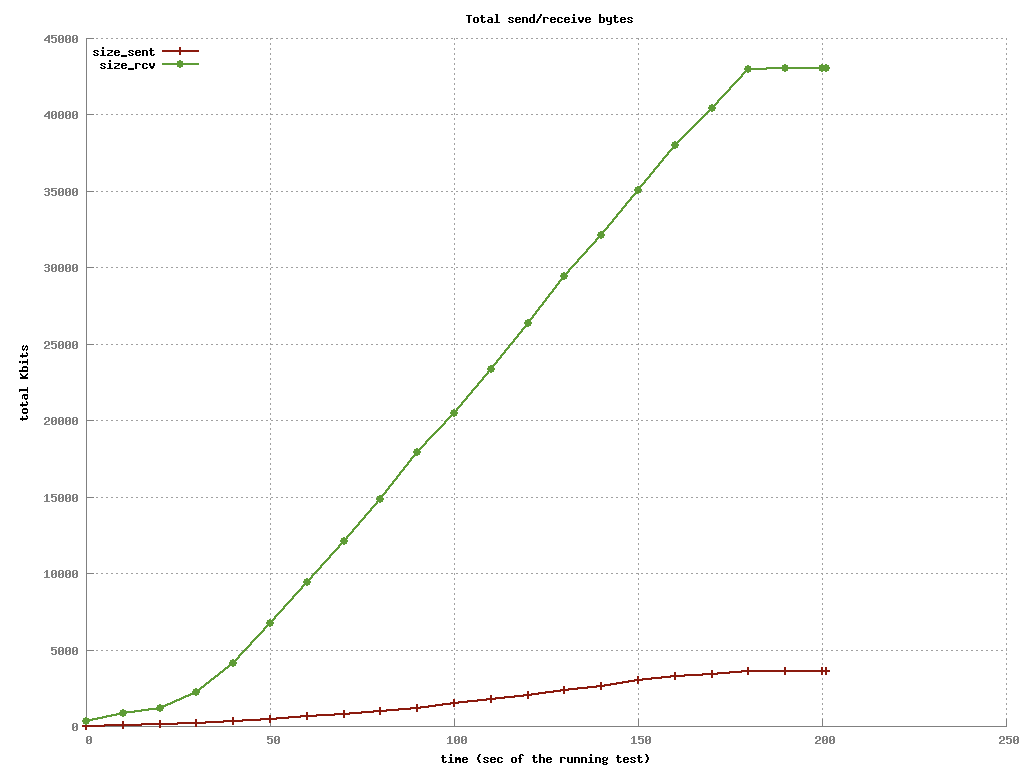 Total send/receive bytes
45000
size_sent
size_rcv
40000
35000
30000
25000
total Kbits
20000
15000
10000
5000
0
0 50 100 150 200 250
time (sec of the running test)